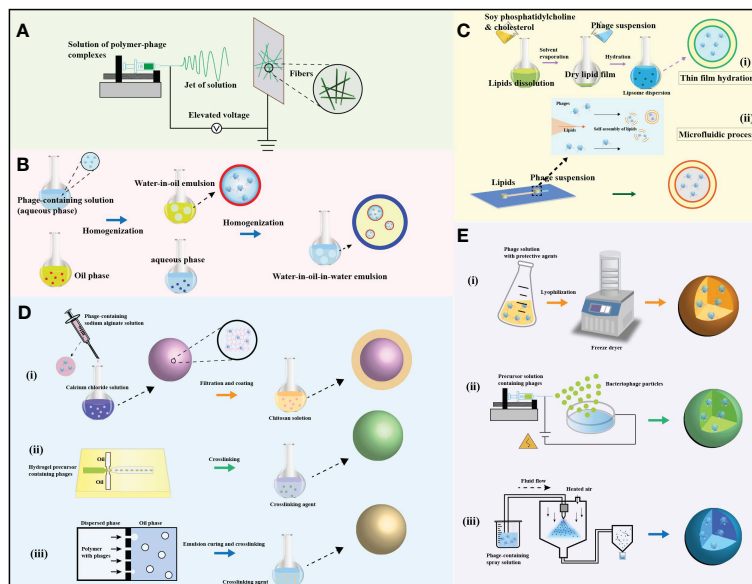 A
Solution of polymer-phage
complexes
Jet of solution
Fibers
Elevated voltage
V
B
Phage-containing solution
(aqueous phase)
Water-in-oil emulsion
Homogenization
Homogenization
Oil phase
aqueous phase
Water-in-oil-in-water emulsion
C
Soy phosphatidylcholine
& cholesterol
Phage suspension
Solvent
evaporation
Hydration
Lipids dissolution
Dry lipid film
Lipsome dispersion
(i)
Thin film hydration
(ii)
Phages
Lipids
Self-assembly of lipids
Microfluidic process
Lipids
Phage suspension
D
Phage-containing
sodium alginate solution
(i)
Calcium chloride solution
Filtration and coating
Chitosan solution
(ii)
Oil
Hydrogel precursor
containing phages
Oil
Crosslinking
Crosslinking agent
(iii)
Dispersed phase
Oil phase
Polymer
with phages
Emulsion curing and crosslinking
Crosslinking agent
E
(i)
Phage solution
with protective agents
Lyophilization
Freeze dryer
(ii)
Precursor solution
containing phages
Bacteriophage particles
(iii)
Fluid flow
Heated air
Phage-containing
spray solution